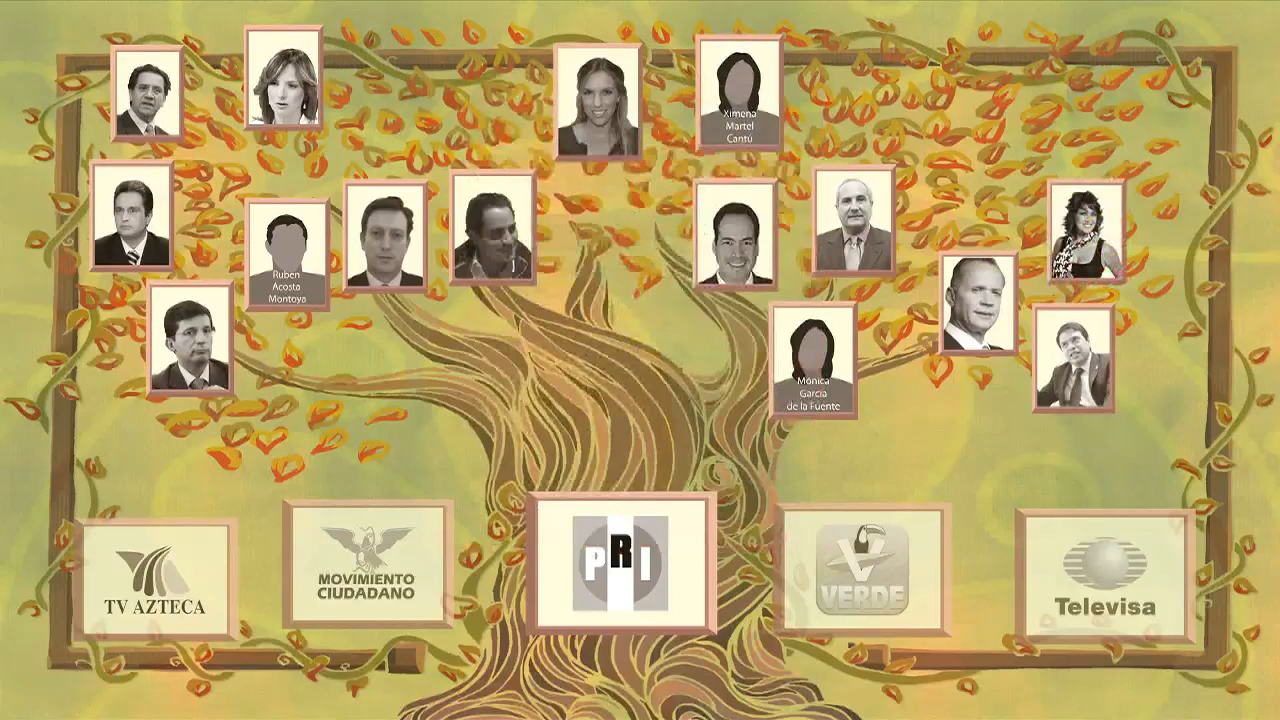 Ximena
Martel
Cantú
Ruben
Acosta
Montoya
Mónica
García
de la Fuente
TV AZTECA
MOVIMIENTO
CIUDADANO
PRI
VERDE
Televisa